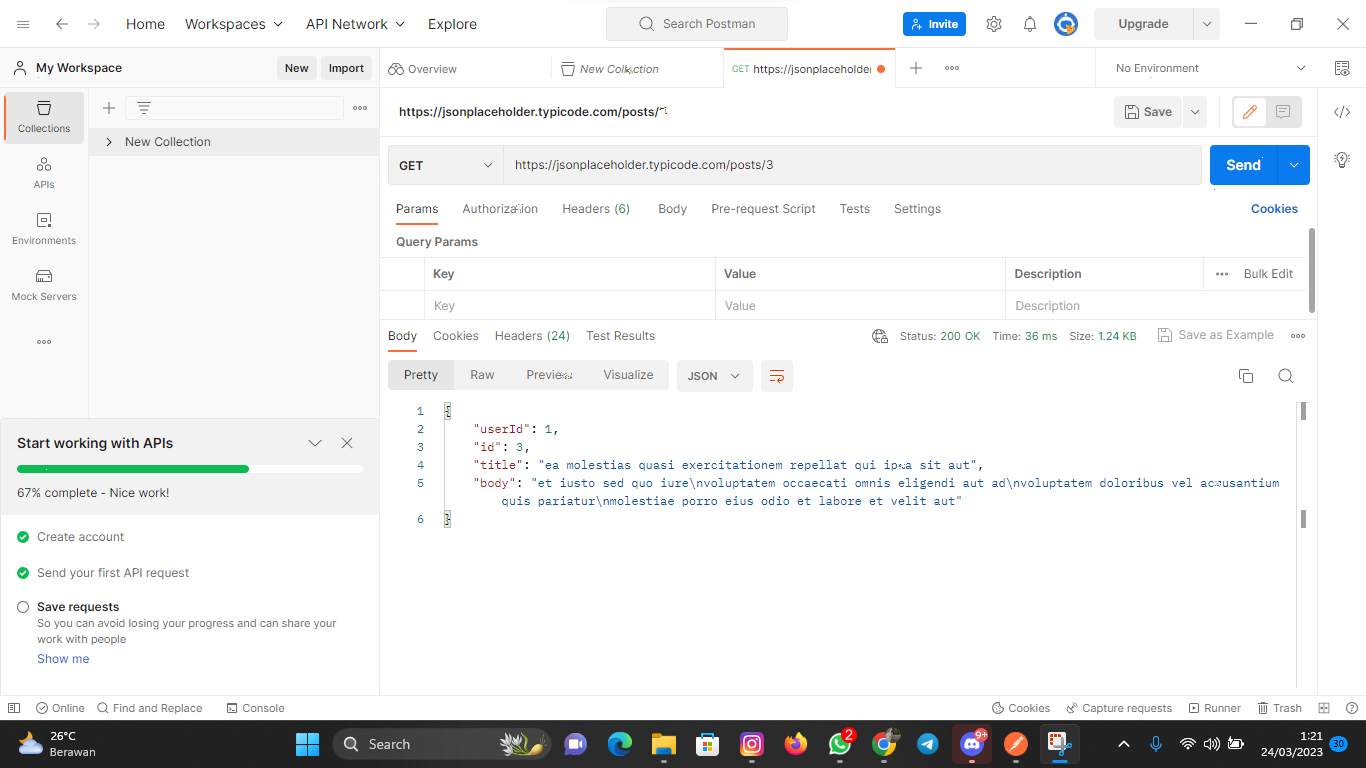 Home Workspaces API Network Explore Search Postman Invite Upgrade
My Workspace New Import Overview New Collection GET https://jsonplaceholder No Environment
https://jsonplaceholder.typicode.com/posts/ Save
Collections
New Collection
APIs
Environments
Mock Servers
GET https://jsonplaceholder.typicode.com/posts/3 Send
Params Authorization Headers (6) Body Pre-request Script Tests Settings Cookies
Query Params
Key Value Description Bulk Edit
Key Value Description
Body Cookies Headers (24) Test Results Status: 200 OK Time: 36 ms Size: 1.24 KB Save as Example
Pretty Raw Preview Visualize JSON
1 {
2 "userId": 1,
3 "id": 3,
4 "title": "ea molestias quasi exercitationem repellat qui ipsa sit aut",
5 "body": "et iusto sed quo iure\nvoluptatem occaecati omnis eligendi aut ad\nvoluptatem doloribus vel accusantium
quis pariatur\nmolestiae porro eius odio et labore et velit aut"
6 }
Start working with APIs
67% complete - Nice work!
Create account
Send your first API request
Save requests
So you can avoid losing your progress and can share your
work with people
Show me
Online Find and Replace Console Cookies Capture requests Runner Trash
26°C
Berawan
Search
2
9+
1:21
24/03/2023
30